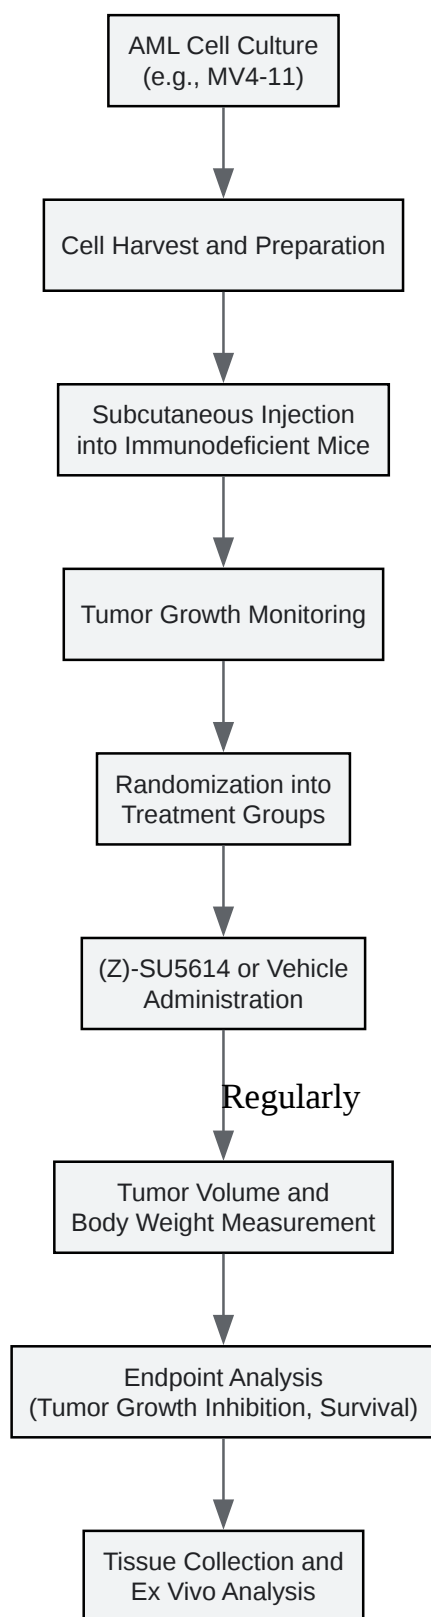 AML Cell Culture
(e.g., MV4-11)
Cell Harvest and Preparation
Subcutaneous Injection
into Immunodeficient Mice
Tumor Growth Monitoring
Randomization into
Treatment Groups
(Z)-SU5614 or Vehicle
Administration
Regularly
Tumor Volume and
Body Weight Measurement
Endpoint Analysis
(Tumor Growth Inhibition, Survival)
Tissue Collection and
Ex Vivo Analysis